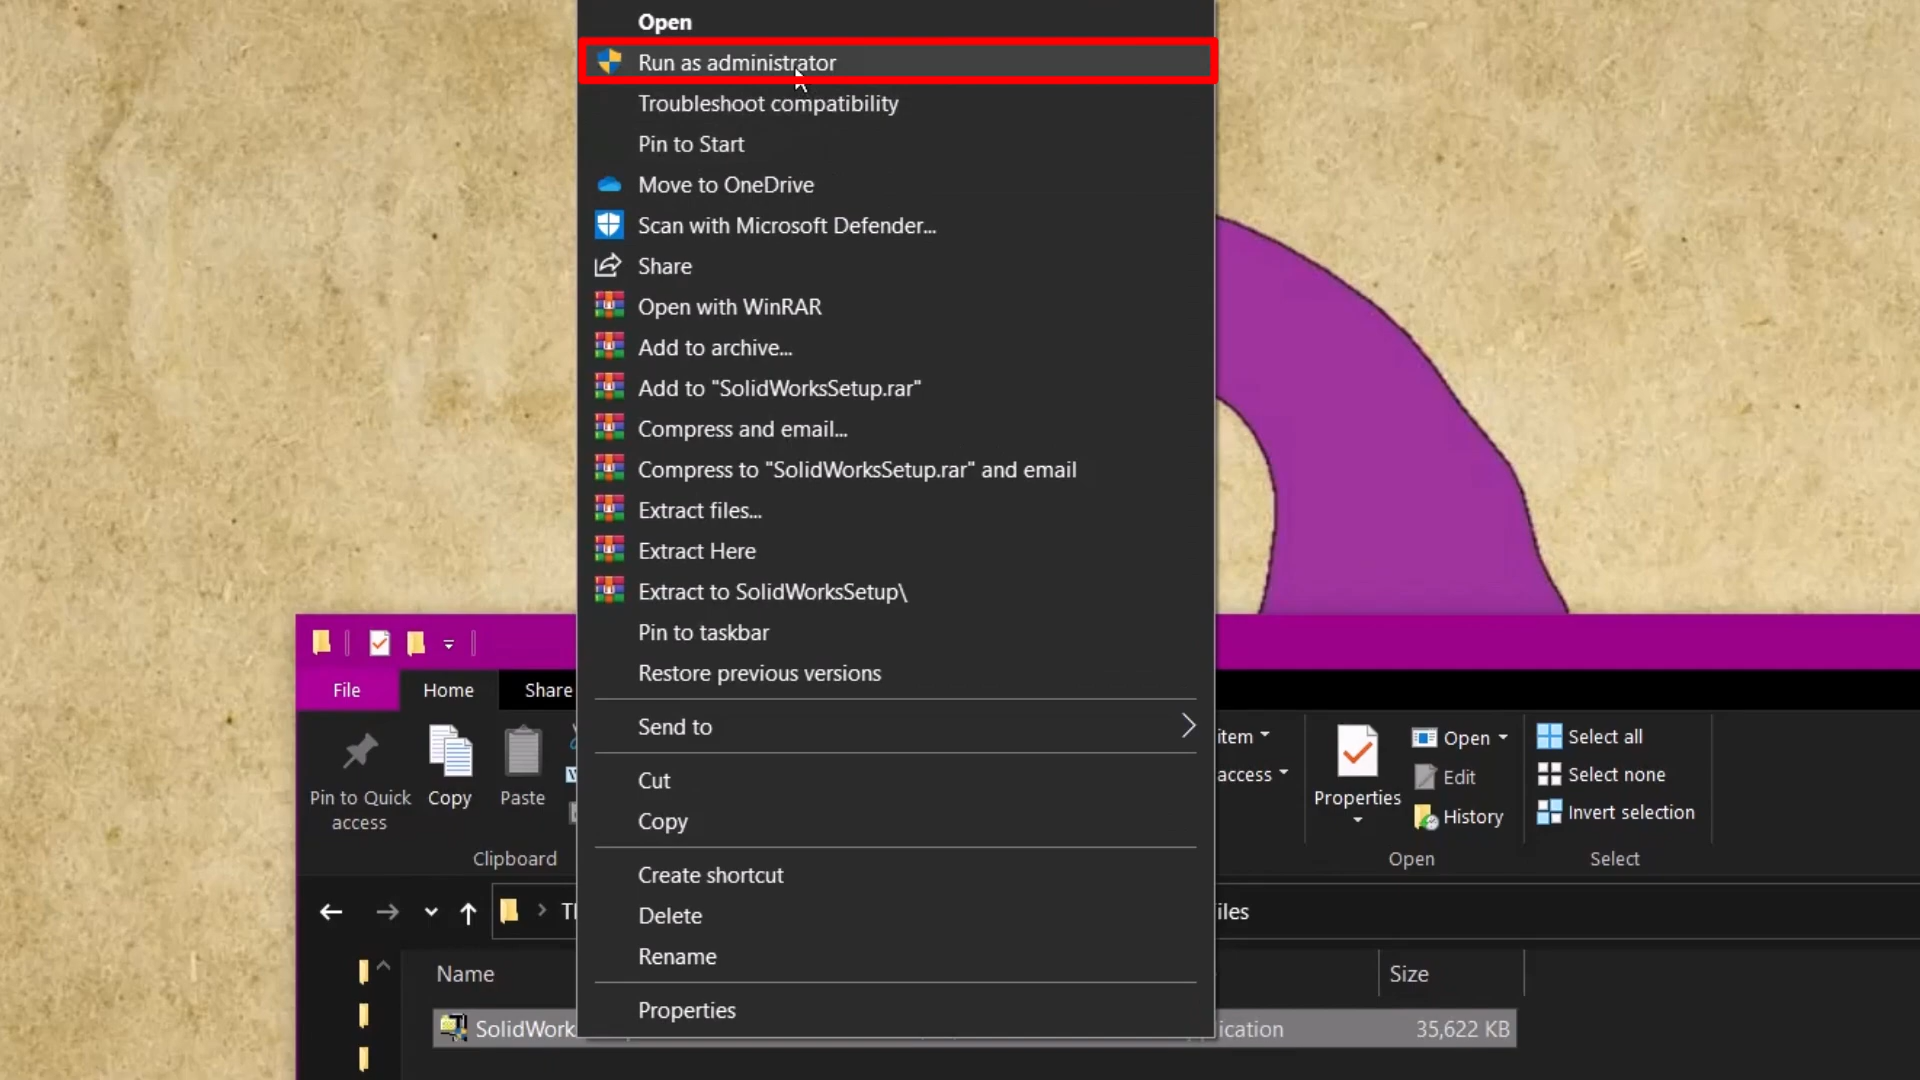 Open
Run as administrator
Troubleshoot compatibility
Pin to Start
Move to OneDrive
Scan with Microsoft Defender...
Share
Open with WinRAR
Add to archive...
Add to "SolidWorksSetup.rar"
Compress and email...
Compress to "SolidWorksSetup.rar" and email
Extract files...
Extract Here
Extract to SolidWorksSetup\
Pin to taskbar
Restore previous versions
Send to
Cut
Copy
Create shortcut
Delete
Rename
Properties
File Home Share
Pin to Quick access
Copy
Paste
Clipboard
item
access
Properties
Open
Edit
History
Open
Select all
Select none
Invert selection
Select
iles
Name Size
SolidWork ication 35,622 KB